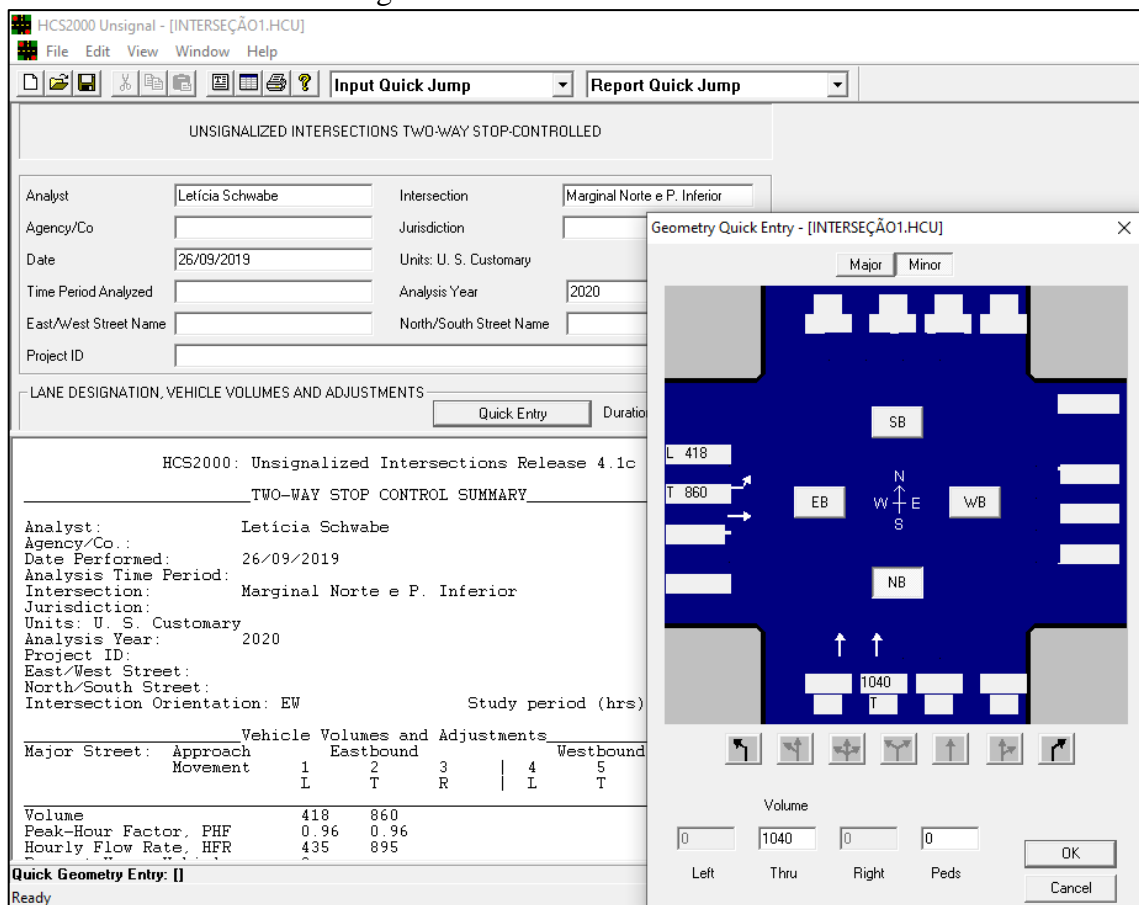 HCS2000 Unsignal - [INTERSEÇÃO1.HCU]
File Edit View Window Help
Input Quick Jump Report Quick Jump
UNSIGNALIZED INTERSECTIONS TWO-WAY STOP-CONTROLLED
Analyst Letícia Schwabe Intersection Marginal Norte e P. Inferior
Agency/Co Jurisdiction
Date 26/09/2019 Units: U. S. Customary
Time Period Analyzed Analysis Year 2020
East/West Street Name North/South Street Name
Project ID
LANE DESIGNATION, VEHICLE VOLUMES AND ADJUSTMENTS
Quick Entry Duratio
HCS2000: Unsignalized Intersections Release 4.1c
TWO-WAY STOP CONTROL SUMMARY
Analyst: Letícia Schwabe
Agency/Co.:
Date Performed: 26/09/2019
Analysis Time Period:
Intersection: Marginal Norte e P. Inferior
Jurisdiction:
Units: U. S. Customary
Analysis Year: 2020
Project ID:
East/West Street:
North/South Street:
Intersection Orientation: EW Study period (hrs)
Vehicle Volumes and Adjustments
Major Street: Approach Eastbound Westbound
Movement 1 2 3 | 4 5
L T R | L T
Volume 418 860
Peak-Hour Factor, PHF 0.96 0.96
Hourly Flow Rate, HFR 435 895
Quick Geometry Entry: []
Ready
Geometry Quick Entry - [INTERSEÇÃO1.HCU]
Major Minor
SB
L 418
T 860
N
EB W E WB
S
NB
1040
T
Volume
0 1040 0 0
Left Thru Right Peds
OK
Cancel